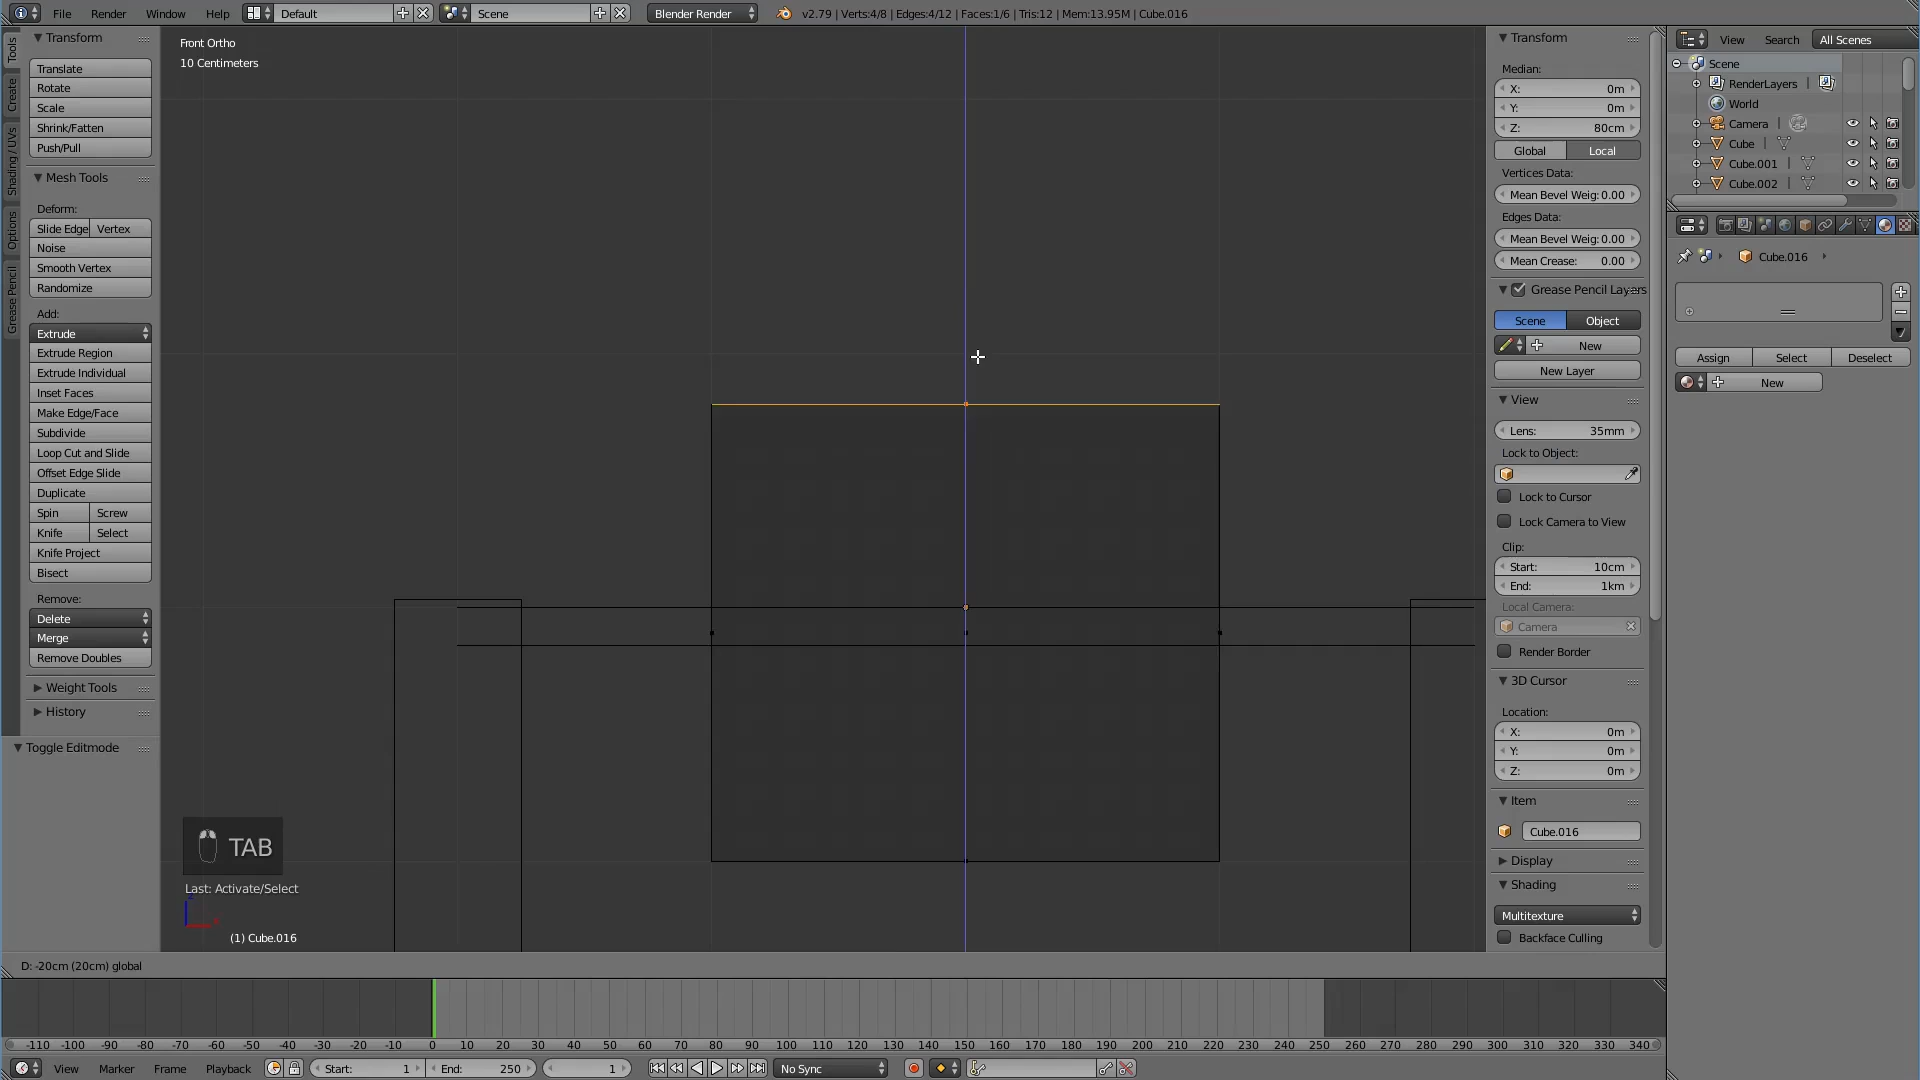 File Render Window Help Default Scene Blender Render v2.79 | Verts:4/8 | Edges:4/12 | Faces:1/6 | Tris:12 | Mem:13.95M | Cube.016
Tools
Create
Shading / UVs
Options
Grease Pencil
Transform
Translate
Rotate
Scale
Shrink/Fatten
Push/Pull
Mesh Tools
Deform:
Slide Edge Vertex
Noise
Smooth Vertex
Randomize
Add:
Extrude
Extrude Region
Extrude Individual
Inset Faces
Make Edge/Face
Subdivide
Loop Cut and Slide
Offset Edge Slide
Duplicate
Spin Screw
Knife Select
Knife Project
Bisect
Remove:
Delete
Merge
Remove Doubles
Weight Tools
History
Toggle Editmode
Front Ortho
10 Centimeters
TAB
Last: Activate/Select
(1) Cube.016
D: -20cm (20cm) global
Transform
Median:
X: 0m
Y: 0m
Z: 80cm
Global Local
Vertices Data:
Mean Bevel Weig: 0.00
Edges Data:
Mean Bevel Weig: 0.00
Mean Crease: 0.00
Grease Pencil Layers
Scene Object
New
New Layer
View
Lens: 35mm
Lock to Object:
Lock to Cursor
Lock Camera to View
Clip:
Start: 10cm
End: 1km
Local Camera:
Camera
Render Border
3D Cursor
Location:
X: 0m
Y: 0m
Z: 0m
Item
Cube.016
Display
Shading
Multitexture
Backface Culling
View Search All Scenes
Scene
RenderLayers
World
Camera
Cube
Cube.001
Cube.002
Cube.016
Assign Select Deselect
New
-110 -100 -90 -80 -70 -60 -50 -40 -30 -20 -10 0 10 20 30 40 50 60 70 80 90 100 110 120 130 140 150 160 170 180 190 200 210 220 230 240 250 260 270 280 290 300 310 320 330 340
View Marker Frame Playback Start: 1 End: 250 1 No Sync